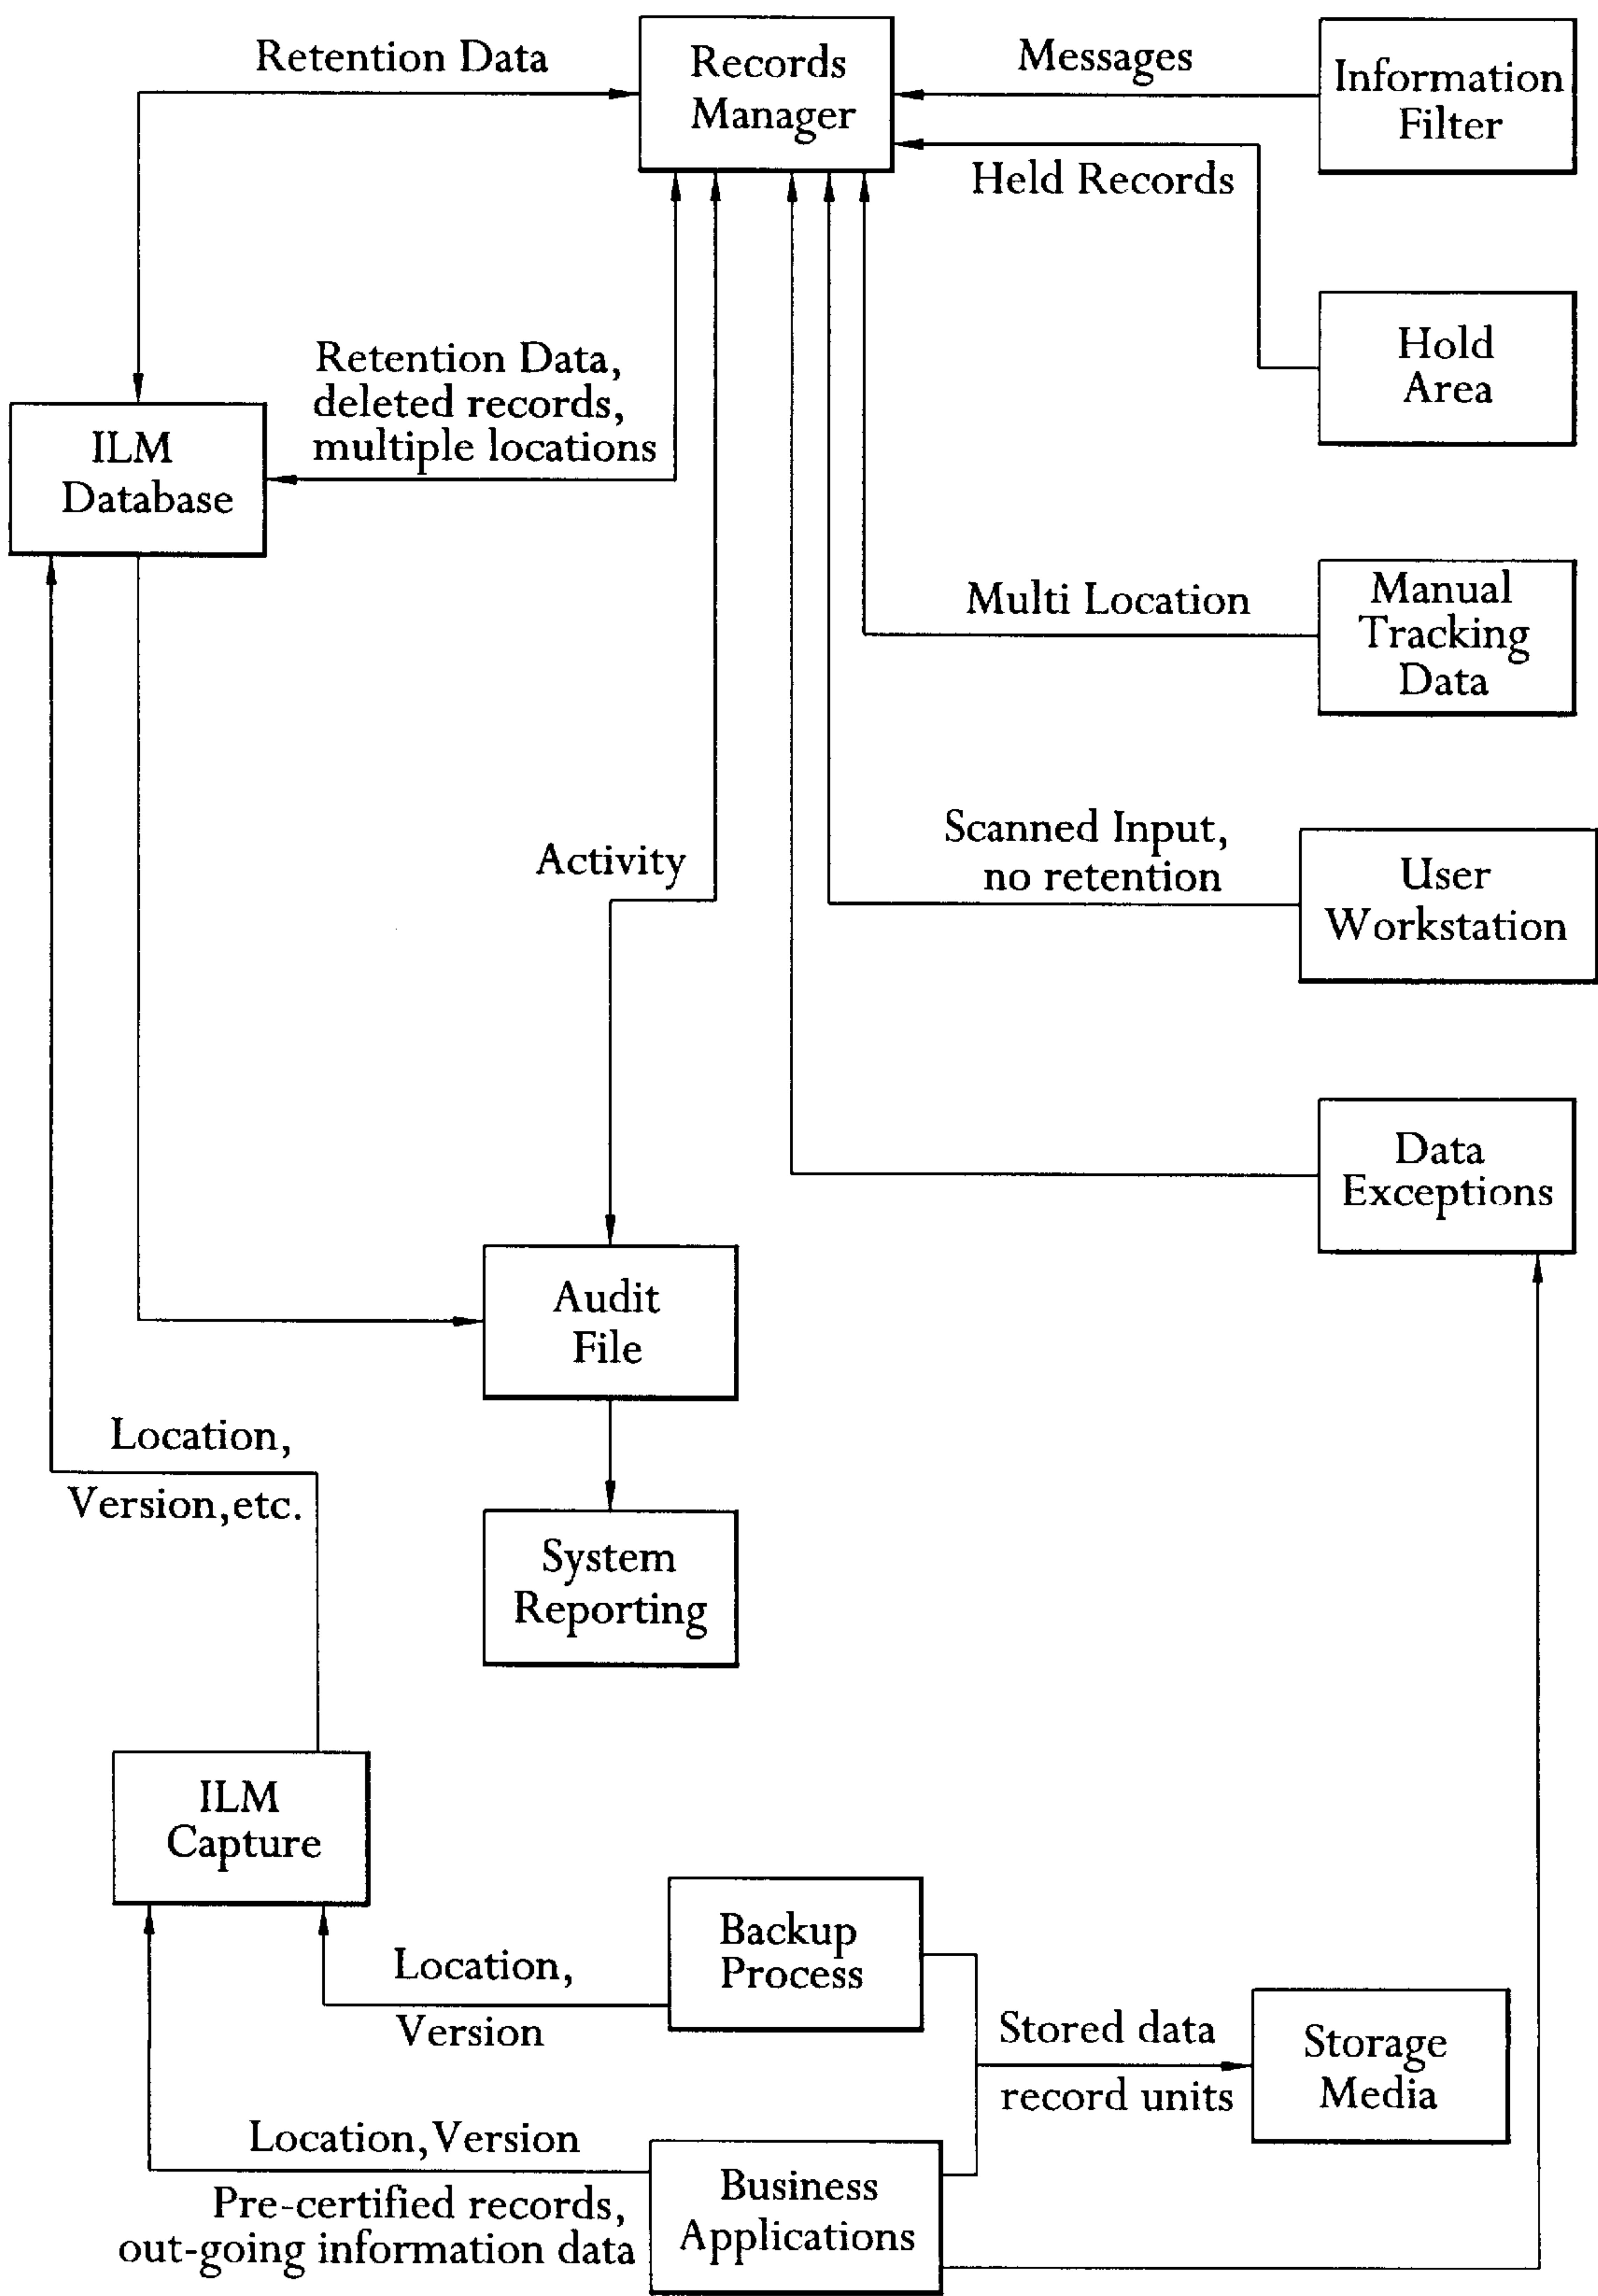 Retention Data
Records
Manager
Messages
Information
Filter
Held Records
Hold
Area
Retention Data,
deleted records,
multiple locations
ILM
Database
Multi Location
Manual
Tracking
Data
Scanned Input,
no retention
User
Workstation
Activity
Data
Exceptions
Audit
File
Location,
Version,etc.
System
Reporting
ILM
Capture
Backup
Process
Location,
Version
Stored data
record units
Storage
Media
Location,Version
Pre-certified records,
out-going information data
Business
Applications